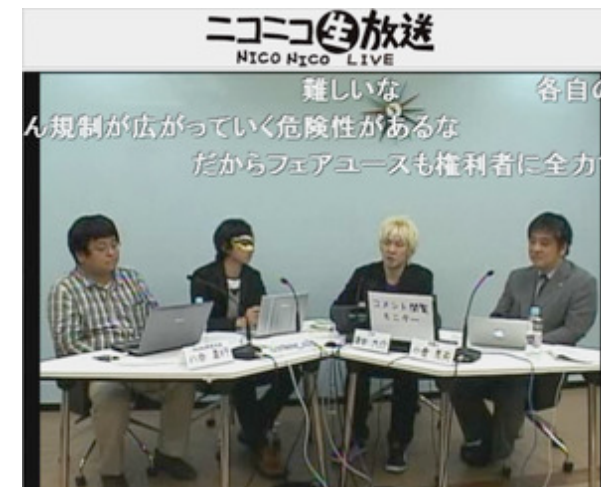 ニコニコ生放送
NICO NICO LIVE
難しいな
各自の
ん規制が広がっていく危険性があるな
だからフェアユースも権利者に全力で
コメント閲覧
モニター